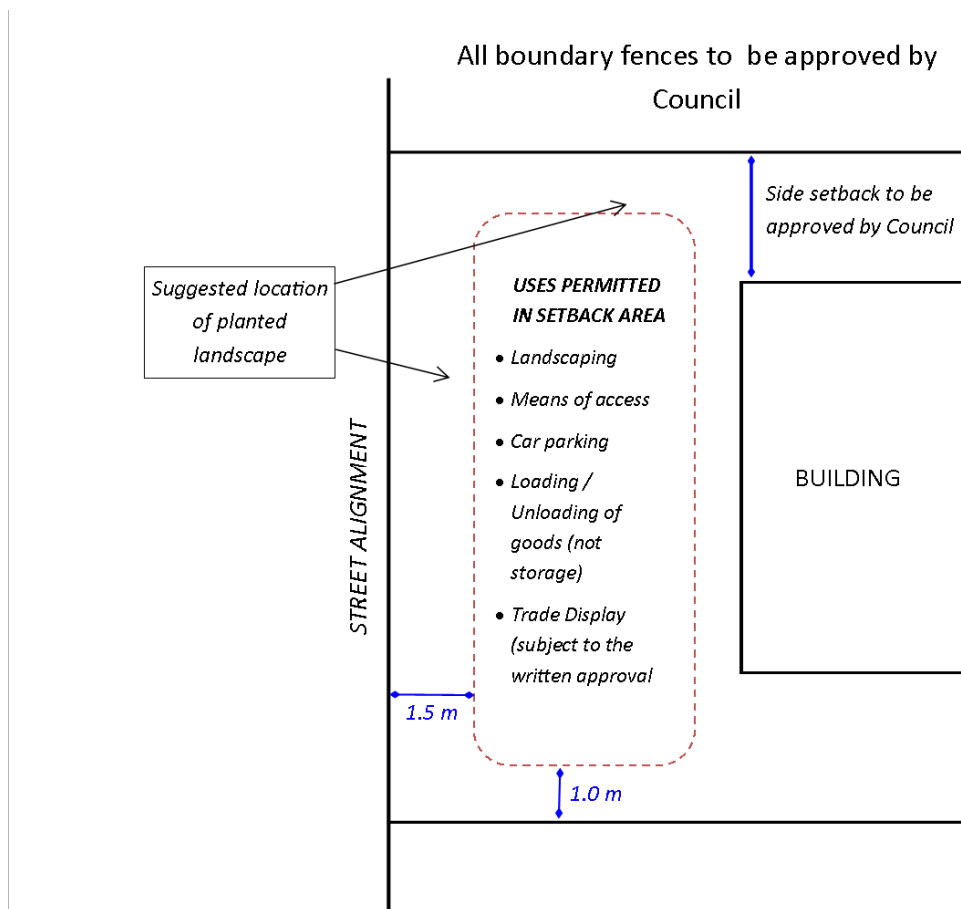 All boundary fences to be approved by
Council
Side setback to be
approved by Council
Suggested location
of planted
landscape
USES PERMITTED
IN SETBACK AREA
• Landscaping
• Means of access
• Car parking
• Loading /
Unloading of
goods (not
storage)
• Trade Display
(subject to the
written approval
BUILDING
STREET ALIGNMENT
1.5 m
1.0 m